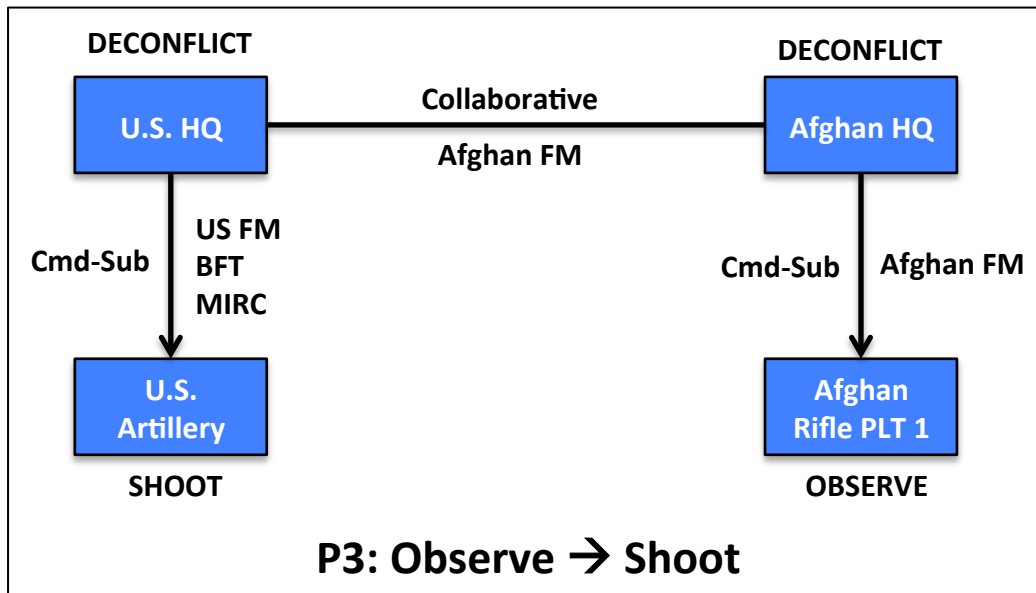 DECONFLICT
DECONFLICT
U.S. HQ
Collaborative
Afghan FM
Afghan HQ
Cmd-Sub
US FM
BFT
MIRC
Cmd-Sub
Afghan FM
U.S.
Artillery
Afghan
Rifle PLT 1
SHOOT
OBSERVE
P3: Observe → Shoot